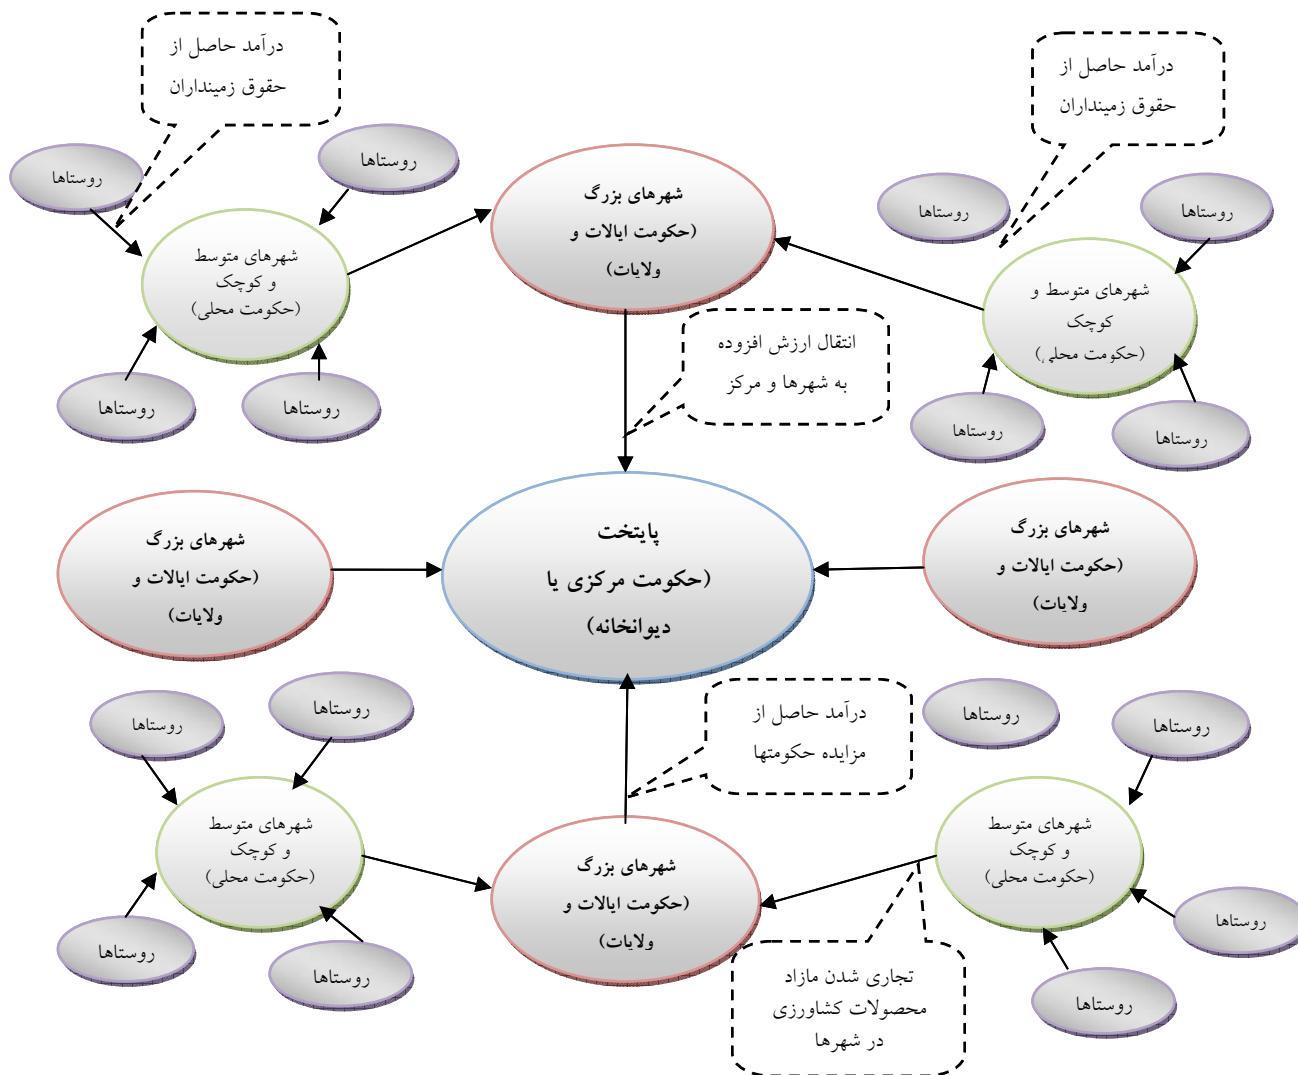 درآمد حاصل از
حقوق زمینداران
درآمد حاصل از
حقوق زمینداران
روستاها
روستاها
شهرهای بزرگ
(حکومت ایالات و
ولایات)
روستاها
روستاها
شهرهای متوسط
و کوچک
(حکومت محلی)
شهرهای متوسط و
کوچک
(حکومت محلی)
انتقال ارزش افزوده
به شهرها و مرکز
روستاها
روستاها
روستاها
روستاها
شهرهای بزرگ
(حکومت ایالات و
ولایات)
پایتخت
(حکومت مرکزی یا
دیوانخانه)
شهرهای بزرگ
(حکومت ایالات و
ولایات)
روستاها
روستاها
درآمد حاصل از
مزایده حکومتها
روستاها
روستاها
شهرهای متوسط
و کوچک
(حکومت محلی)
شهرهای بزرگ
(حکومت ایالات و
ولایات)
شهرهای متوسط
و کوچک
(حکومت محلی)
روستاها
روستاها
روستاها
روستاها
تجاری شدن مازاد
محصولات کشاورزی
در شهرها